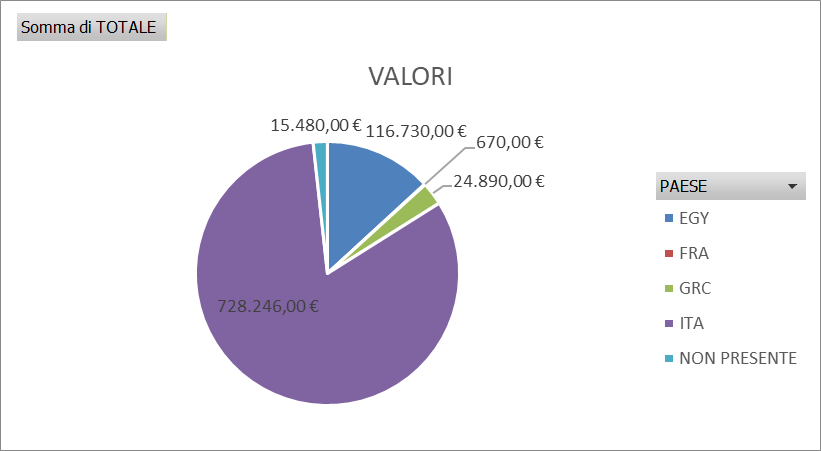 Somma di TOTALE
VALORI
15.480,00 €
116.730,00 €
670,00 €
24.890,00 €
728.246,00 €
PAESE
EGY
FRA
GRC
ITA
NON PRESENTE